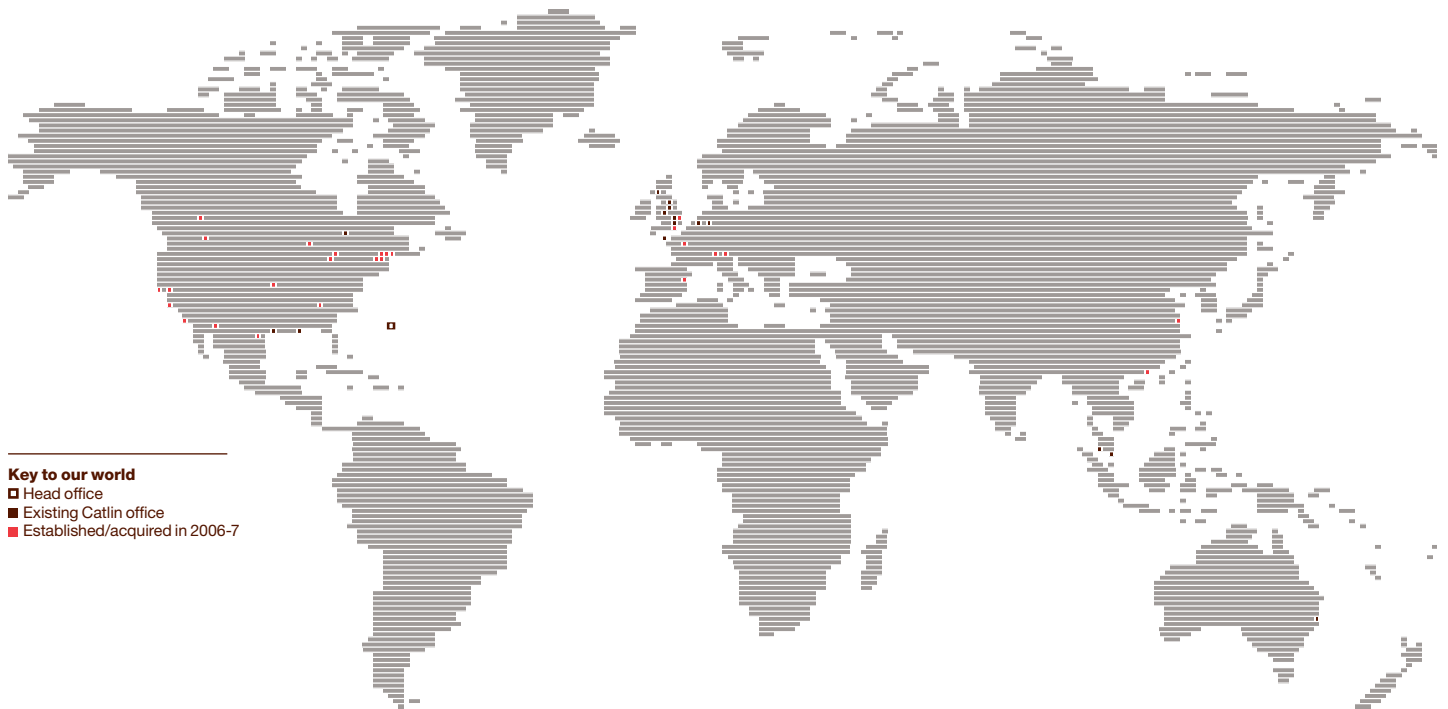 Key to our world
Head office
Existing Catlin office
Established/acquired in 2006-7